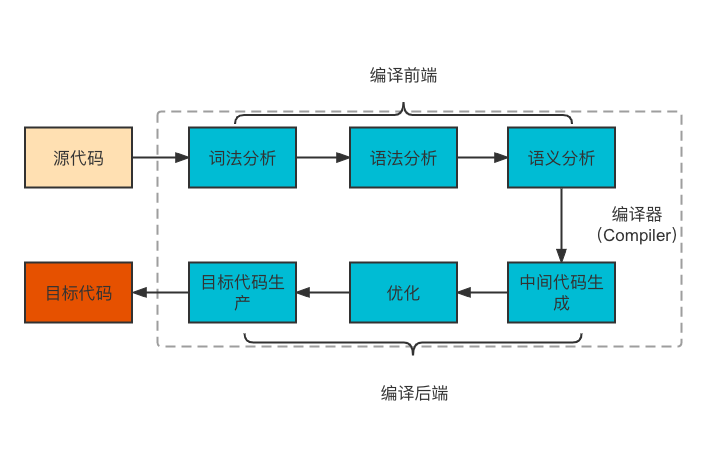 编译前端
源代码
词法分析
语法分析
语义分析
编译器
（Compiler）
目标代码
目标代码生
产
优化
中间代码生
成
编译后端